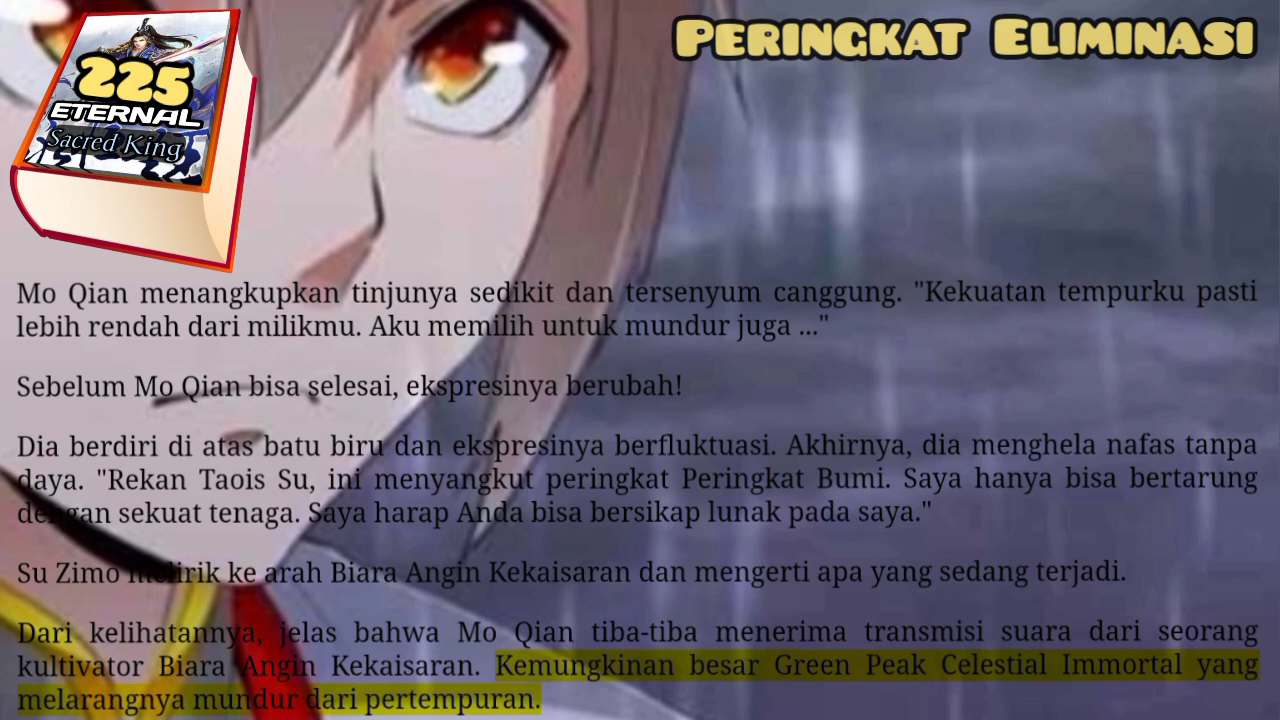 Peringkat Eliminasi
225
ETERNAL
Sacred King
Mo Qian menangkupkan tinjunya sedikit dan tersenyum canggung. "Kekuatan tempurku pasti
lebih rendah dari milikmu. Aku memilih untuk mundur juga ..."
Sebelum Mo Qian bisa selesai, ekspresinya berubah!
Dia berdiri di atas batu biru dan ekspresinya berfluktuasi. Akhirnya, dia menghela nafas tanpa
daya. "Rekan Taois Su, ini menyangkut peringkat Peringkat Bumi. Saya hanya bisa bertarung
dengan sekuat tenaga. Saya harap Anda bisa bersikap lunak pada saya."
Su Zimo melirik ke arah Biara Angin Kekaisaran dan mengerti apa yang sedang terjadi.
Dari kelihatannya, jelas bahwa Mo Qian tiba-tiba menerima transmisi suara dari seorang
kultivator Biara Angin Kekaisaran. Kemungkinan besar Green Peak Celestial Immortal yang
melarangnya mundur dari pertempuran.